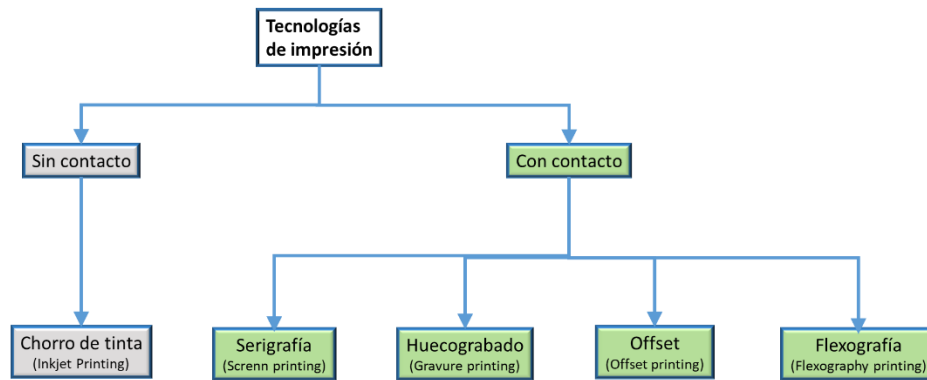 Tecnologías
de impresión
Sin contacto
Con contacto
Chorro de tinta
(Inkjet Printing)
Serigrafía
(Screnn printing)
Huecograbado
(Gravure printing)
Offset
(Offset printing)
Flexografía
(Flexography printing)